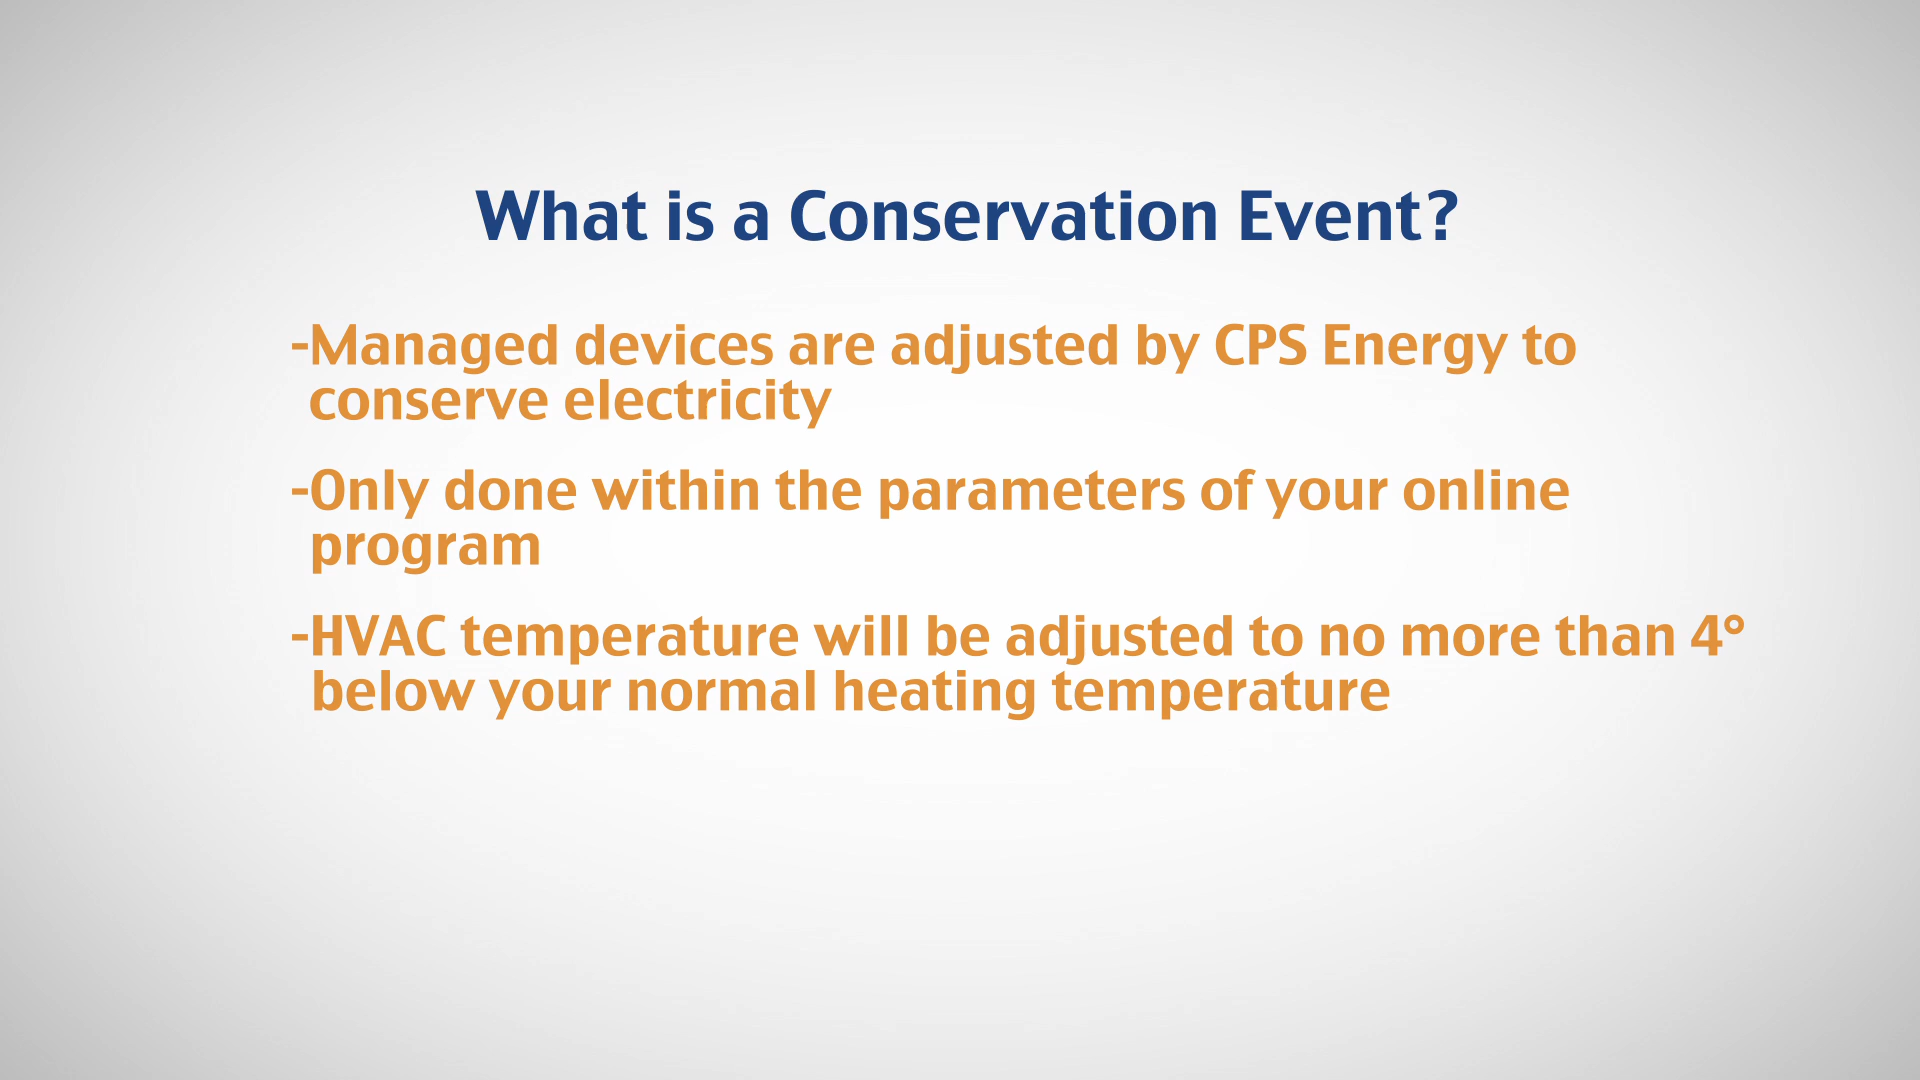 What is a Conservation Event?
-Managed devices are adjusted by CPS Energy to
conserve electricity
-Only done within the parameters of your online
program
-HVAC temperature will be adjusted to no more than 4°
below your normal heating temperature